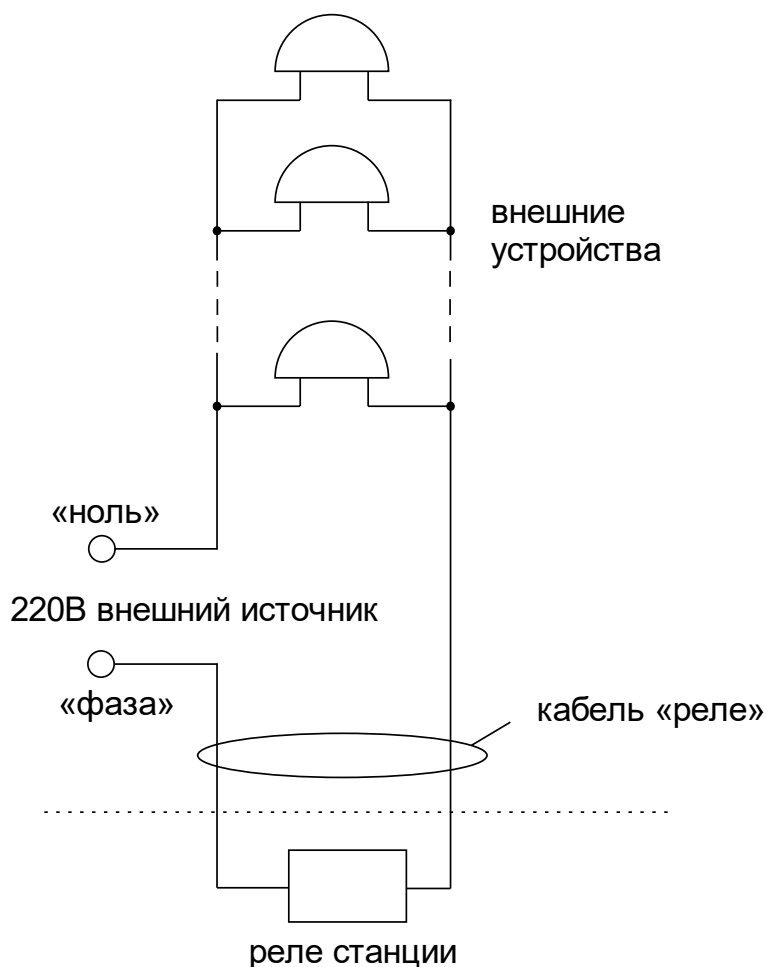 внешние
устройства
«ноль»
220В внешний источник
«фаза»
кабель «реле»
реле станции